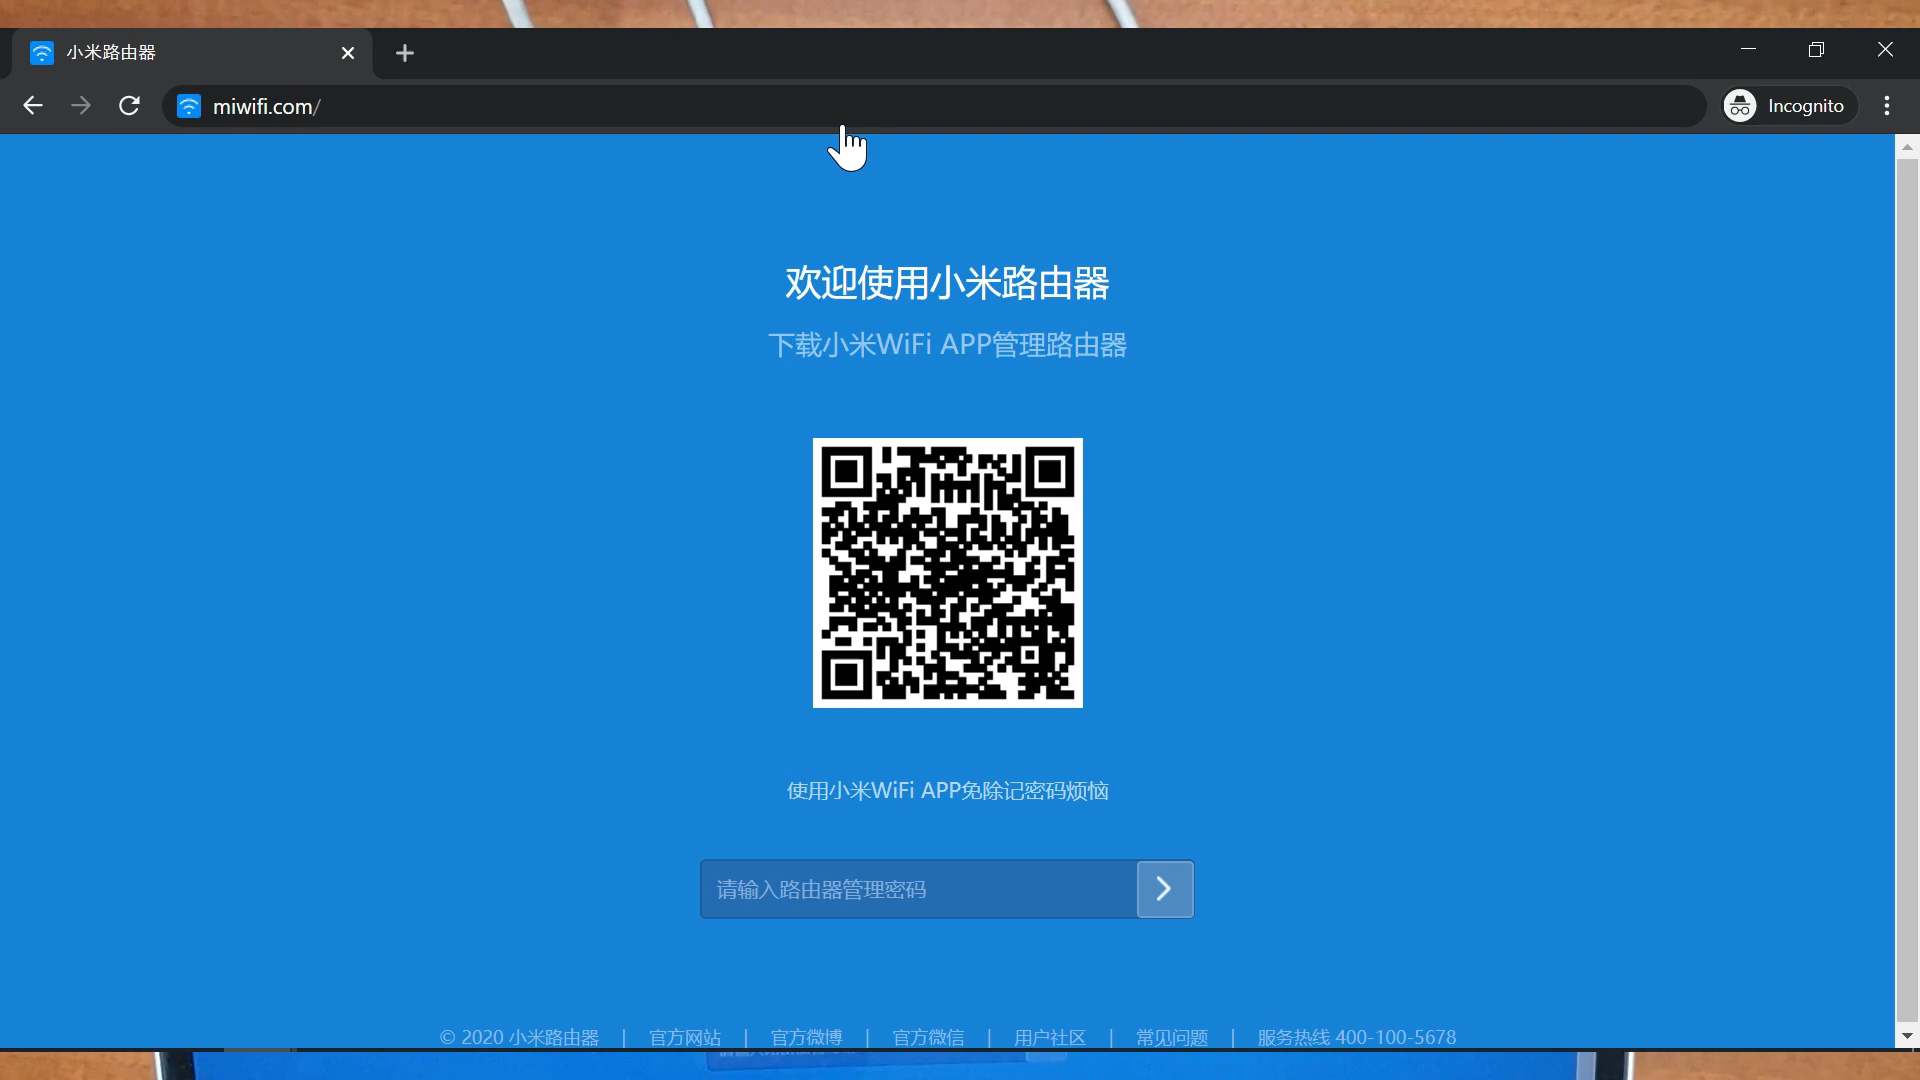 小米路由器
miwifi.com/
Incognito
欢迎使用小米路由器
下载小米WiFi APP管理路由器
使用小米WiFi APP免除记密码烦恼
请输入路由器管理密码
© 2020 小米路由器 | 官方网站 | 官方微博 | 官方微信 | 用户社区 | 常见问题 | 服务热线 400-100-5678